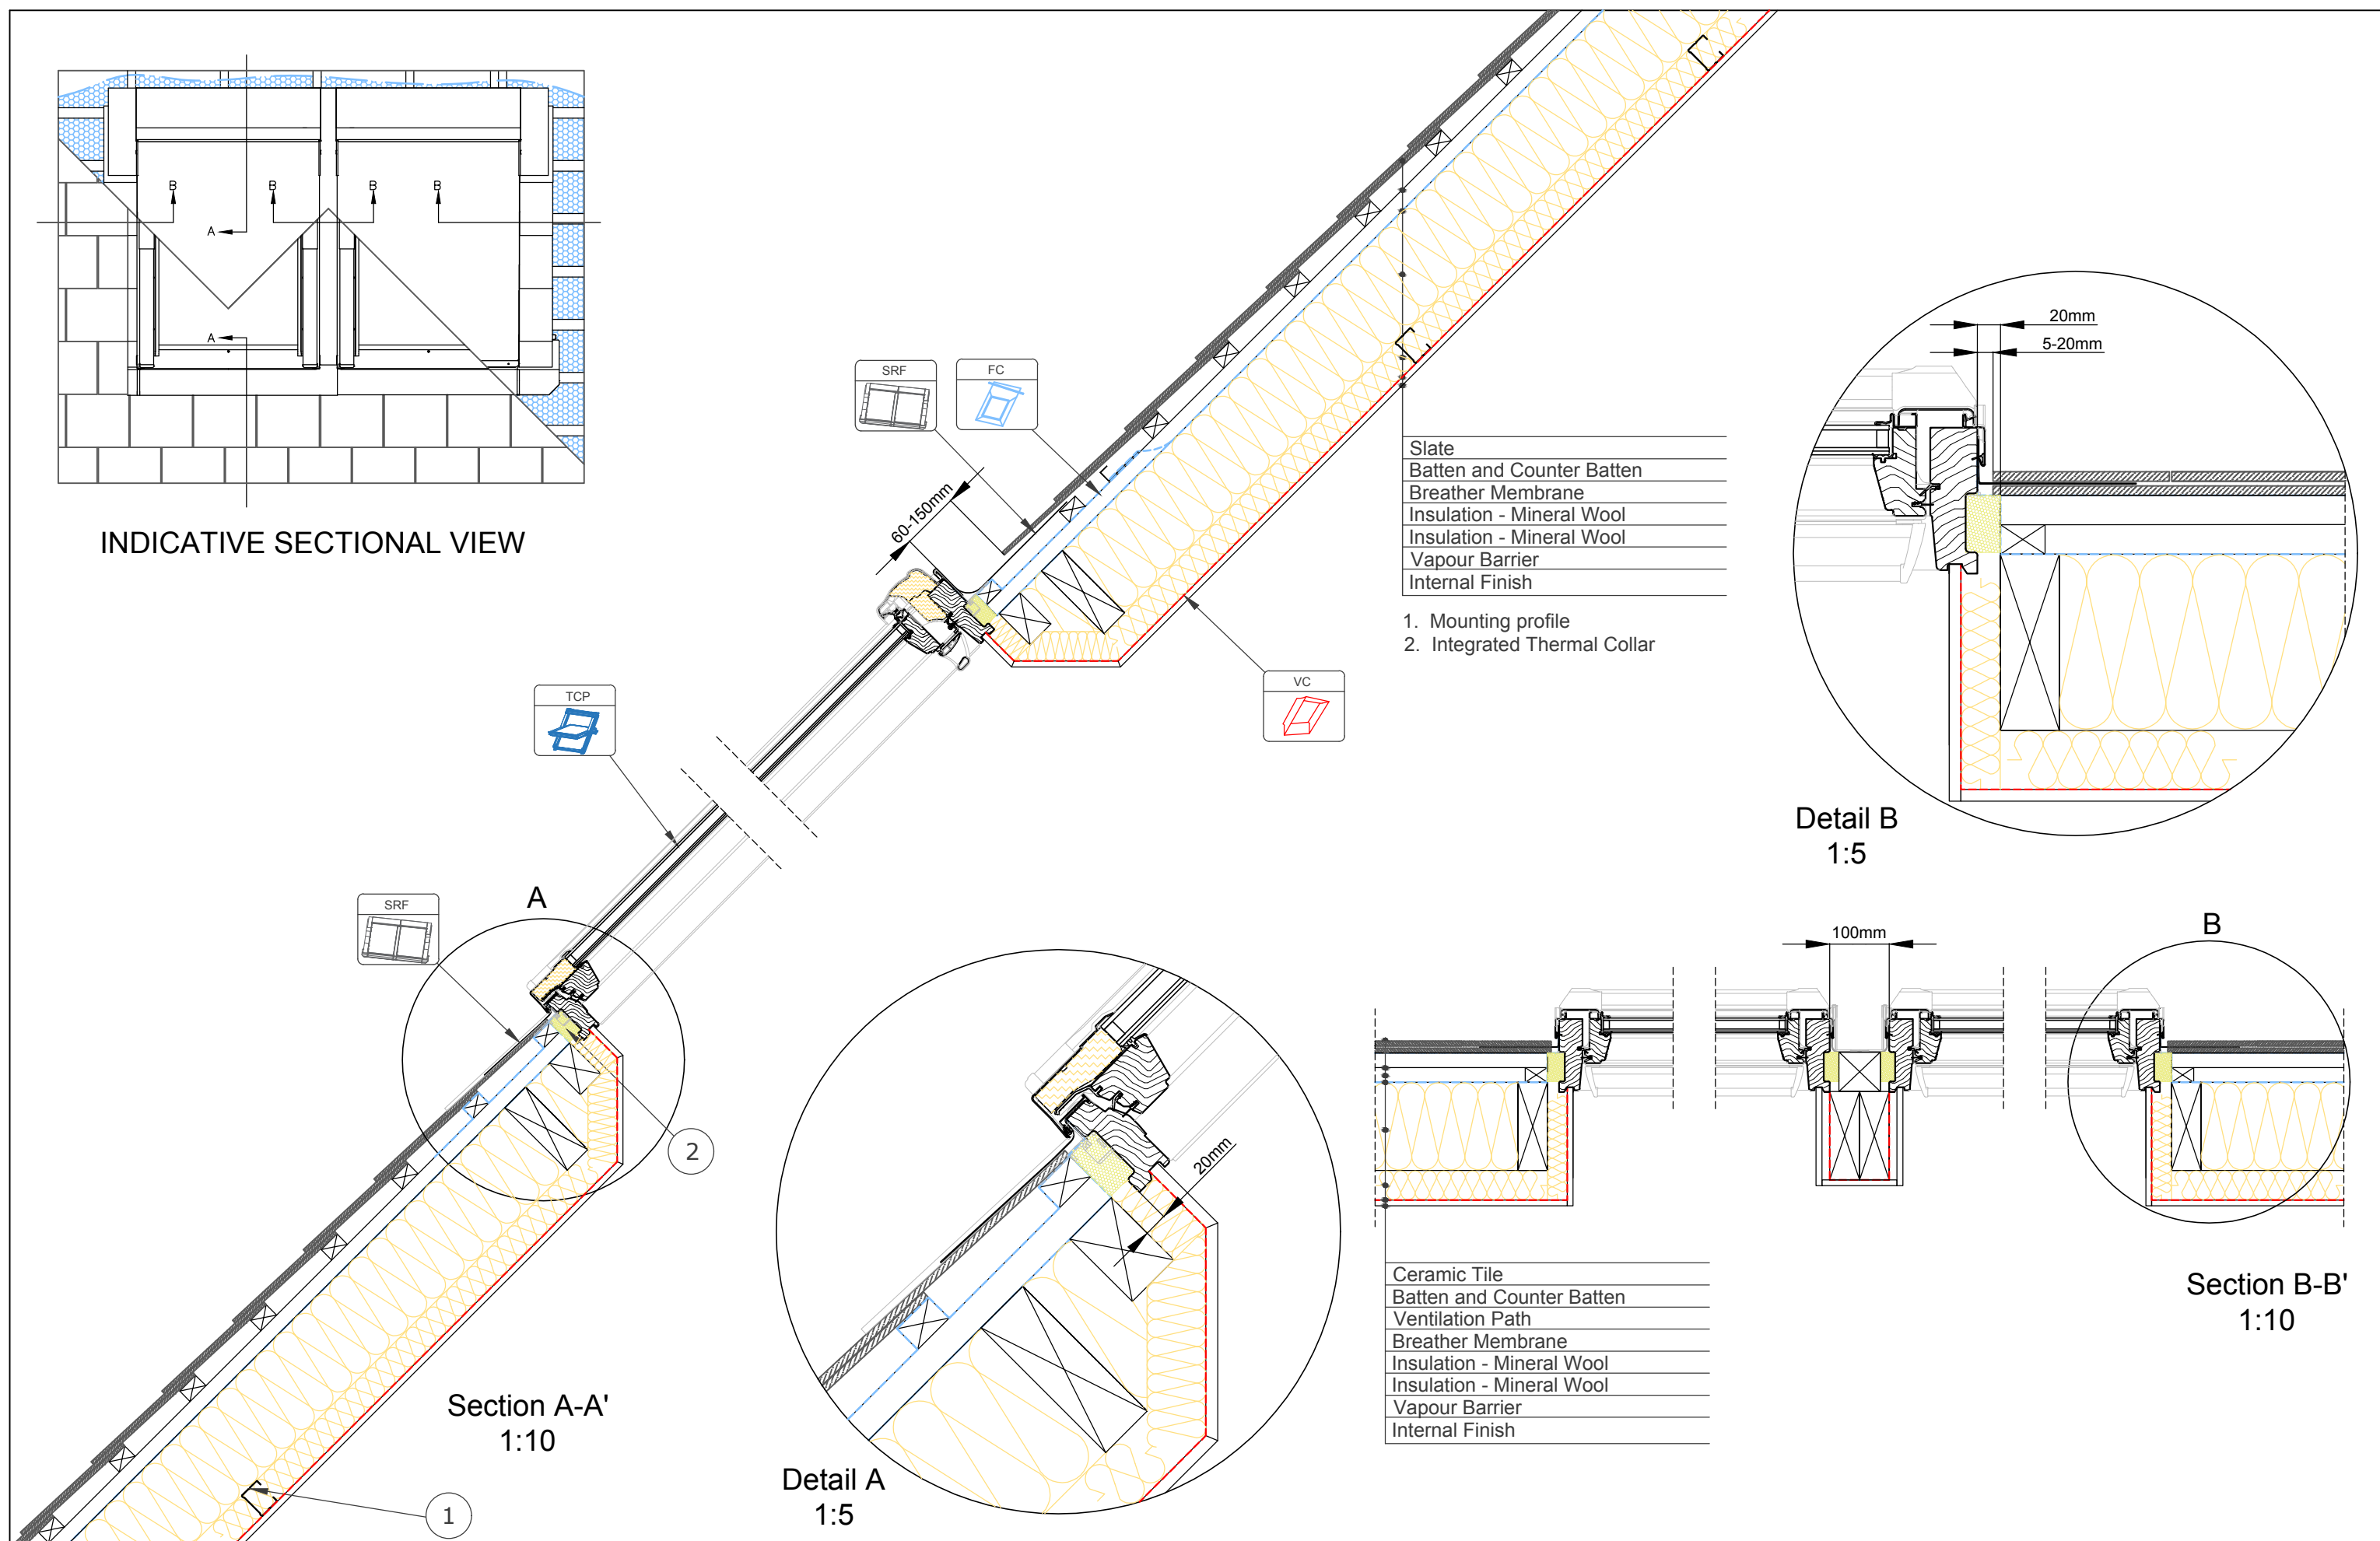 B
B
B
B
A
A
INDICATIVE SECTIONAL VIEW
SRF
FC
60-150mm
Slate
Batten and Counter Batten
Breather Membrane
Insulation - Mineral Wool
Insulation - Mineral Wool
Vapour Barrier
Internal Finish
1. Mounting profile
2. Integrated Thermal Collar
VC
TCP
20mm
5-20mm
Detail B
1:5
SRF
A
2
Section A-A'
1:10
1
20mm
Detail A
1:5
100mm
B
Ceramic Tile
Batten and Counter Batten
Ventilation Path
Breather Membrane
Insulation - Mineral Wool
Insulation - Mineral Wool
Vapour Barrier
Internal Finish
Section B-B'
1:10